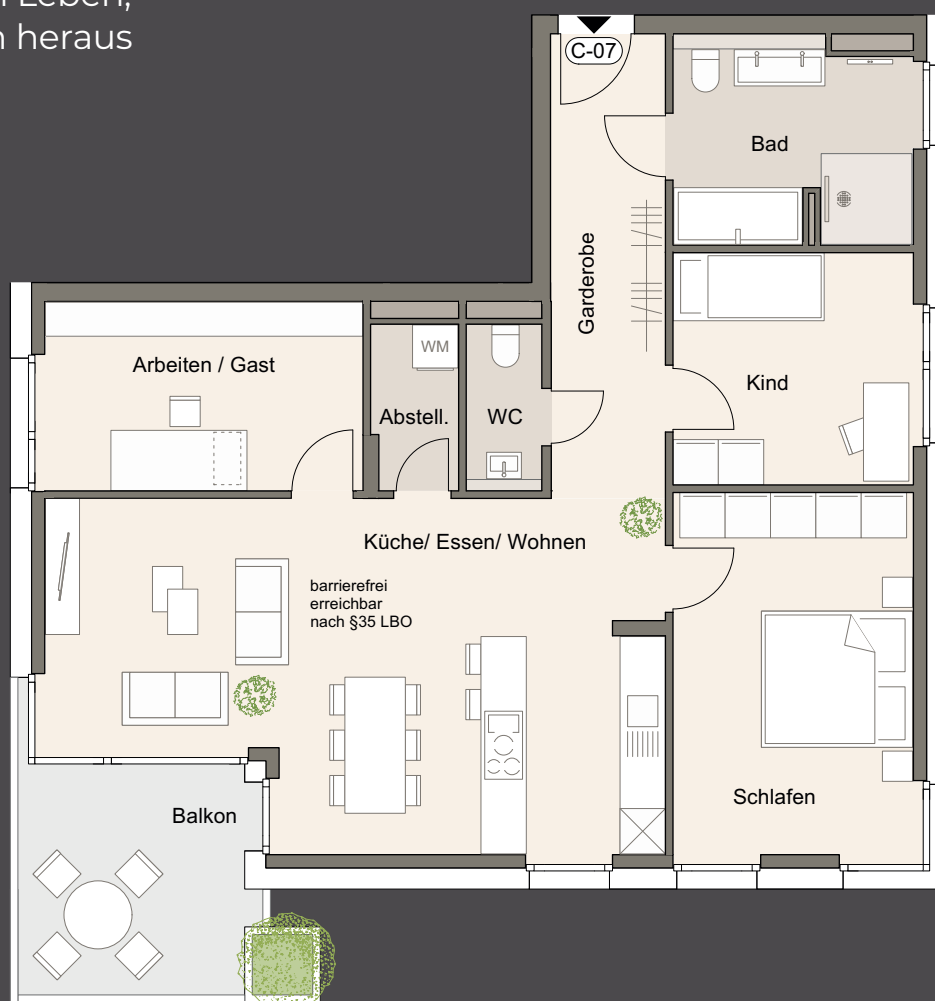 Leben,
heraus
C-07
Bad
Garderobe
Arbeiten / Gast
WM
Abstell.
WC
Kind
Küche/ Essen/ Wohnen
barrierefrei
erreichbar
nach §35 LBO
Schlafen
Balkon